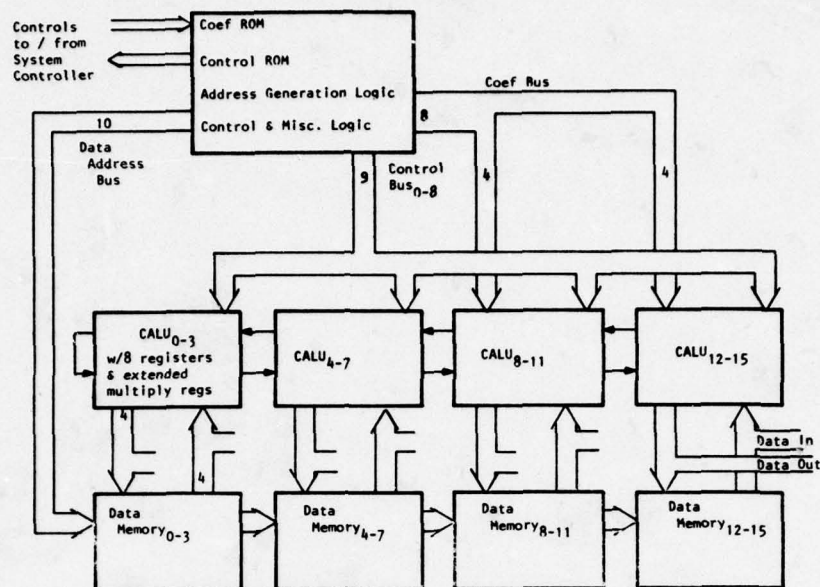 Controls
to / from
System
Controller
Coef ROM
Control ROM
Address Generation Logic
Control & Misc. Logic
Coef Bus
8
10
Data
Address
Bus
9
Control
Bus0-8
4
4
CALU0-3
w/8 registers
& extended
multiply regs
CALU4-7
CALU8-11
CALU12-15
4
4
Data In
Data Out
Data
Memory0-3
Data
Memory4-7
Data
Memory8-11
Data
Memory12-15